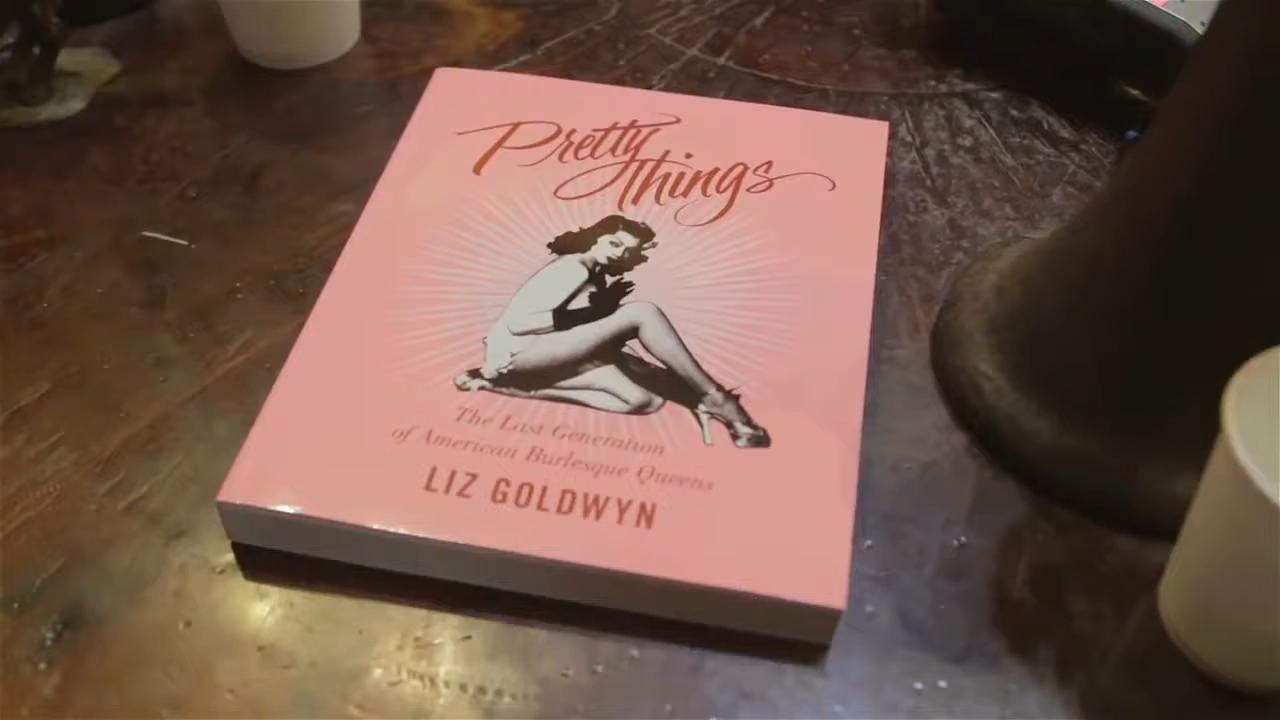 Pretty
Things
The Last Generation
of American Burlesque Queens
LIZ GOLDWYN